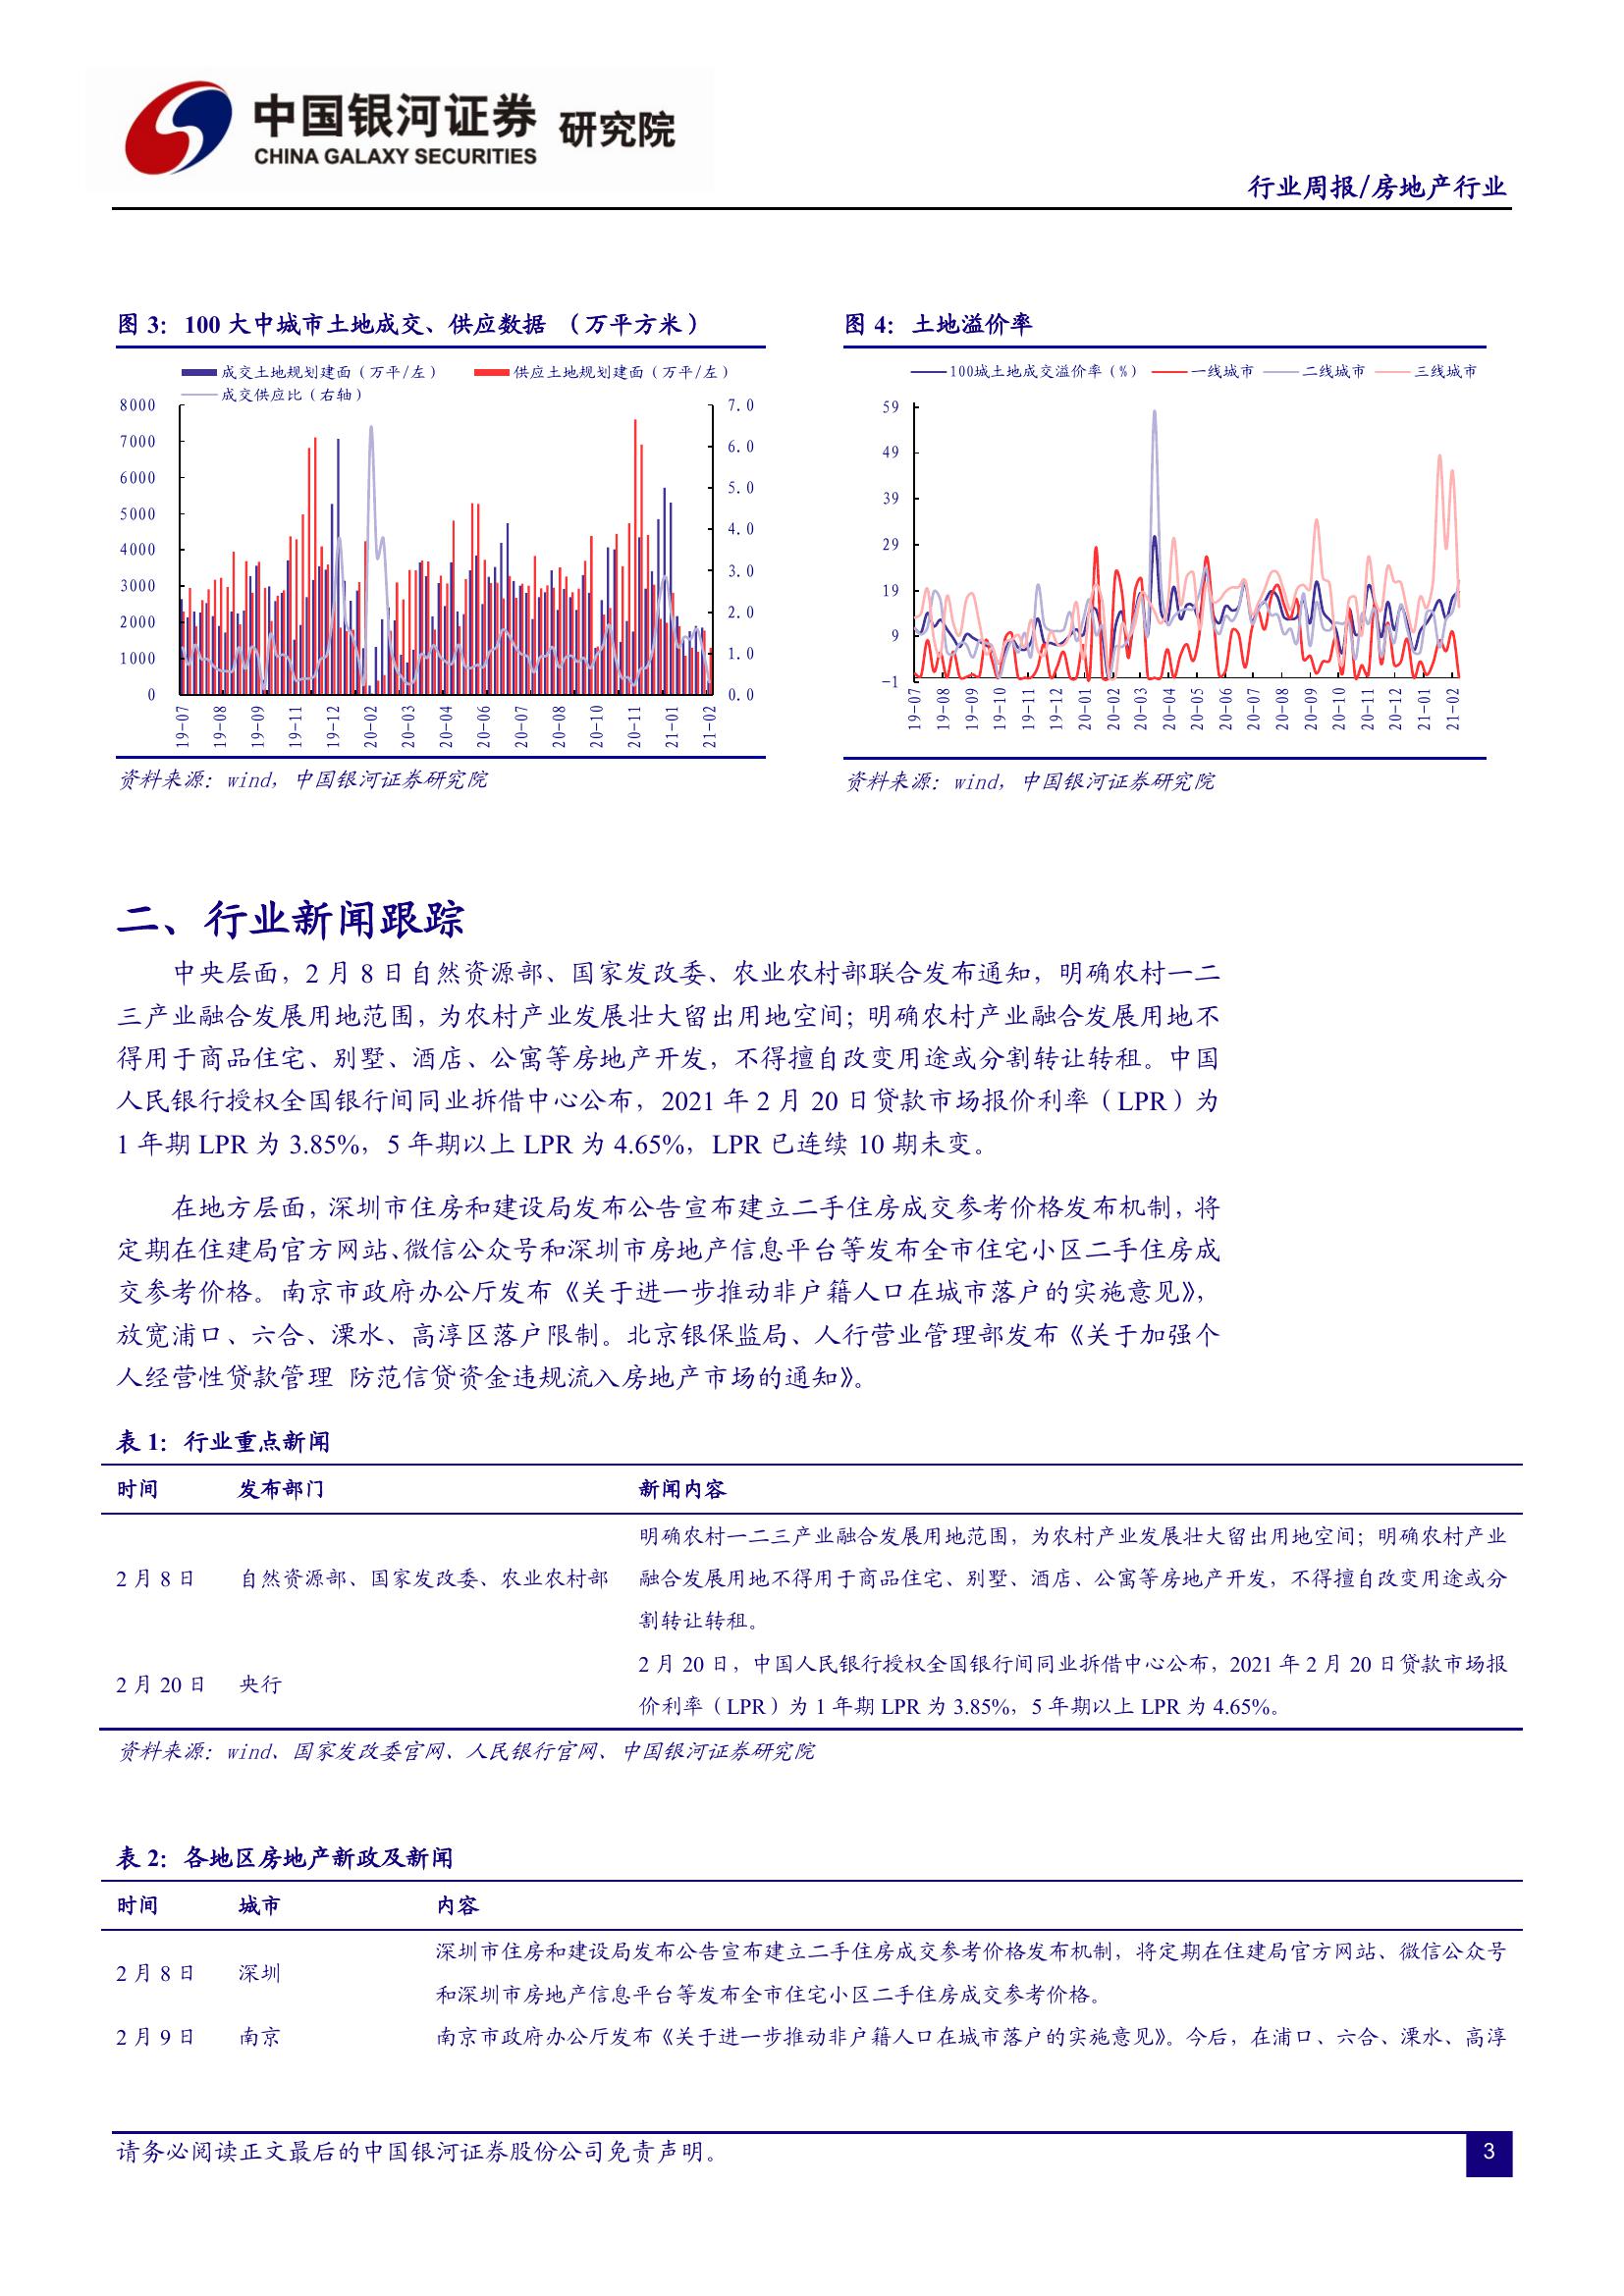 中国银河证券 研究院
CHINA GALAXY SECURITIES
行业周报/房地产行业
图 3：100 大中城市土地成交、供应数据 （万平方米）
成交土地规划建面（万平/左） 供应土地规划建面（万平/左）
成交供应比（右轴）
8000
7000
6000
5000
4000
3000
2000
1000
0
7.0
6.0
5.0
4.0
3.0
2.0
1.0
0.0
19-07 19-08 19-09 19-11 19-12 20-02 20-03 20-04 20-06 20-07 20-08 20-10 20-11 21-01 21-02
资料来源：wind，中国银河证券研究院
图 4：土地溢价率
100城土地成交溢价率（%） 一线城市 二线城市 三线城市
59
49
39
29
19
9
-1
19-07 19-08 19-09 19-10 19-11 19-12 20-01 20-02 20-03 20-04 20-05 20-06 20-07 20-08 20-09 20-10 20-11 20-12 21-01 21-02
资料来源：wind，中国银河证券研究院
二、行业新闻跟踪
中央层面，2 月 8 日自然资源部、国家发改委、农业农村部联合发布通知，明确农村一二
三产业融合发展用地范围，为农村产业发展壮大留出用地空间；明确农村产业融合发展用地不
得用于商品住宅、别墅、酒店、公寓等房地产开发，不得擅自改变用途或分割转让转租。中国
人民银行授权全国银行间同业拆借中心公布，2021 年 2 月 20 日贷款市场报价利率（LPR）为
1 年期 LPR 为 3.85%，5 年期以上 LPR 为 4.65%，LPR 已连续 10 期未变。
在地方层面，深圳市住房和建设局发布公告宣布建立二手住房成交参考价格发布机制，将
定期在住建局官方网站、微信公众号和深圳市房地产信息平台等发布全市住宅小区二手住房成
交参考价格。南京市政府办公厅发布《关于进一步推动非户籍人口在城市落户的实施意见》，
放宽浦口、六合、溧水、高淳区落户限制。北京银保监局、人行营业管理部发布《关于加强个
人经营性贷款管理 防范信贷资金违规流入房地产市场的通知》。
表 1：行业重点新闻
时间 发布部门 新闻内容
明确农村一二三产业融合发展用地范围，为农村产业发展壮大留出用地空间；明确农村产业
2 月 8 日 自然资源部、国家发改委、农业农村部 融合发展用地不得用于商品住宅、别墅、酒店、公寓等房地产开发，不得擅自改变用途或分
割转让转租。
2 月 20 日，中国人民银行授权全国银行间同业拆借中心公布，2021 年 2 月 20 日贷款市场报
2 月 20 日 央行
价利率（LPR）为 1 年期 LPR 为 3.85%，5 年期以上 LPR 为 4.65%。
资料来源：wind、国家发改委官网、人民银行官网、中国银河证券研究院
表 2：各地区房地产新政及新闻
时间 城市 内容
深圳市住房和建设局发布公告宣布建立二手住房成交参考价格发布机制，将定期在住建局官方网站、微信公众号
2 月 8 日 深圳
和深圳市房地产信息平台等发布全市住宅小区二手住房成交参考价格。
2 月 9 日 南京 南京市政府办公厅发布《关于进一步推动非户籍人口在城市落户的实施意见》。今后，在浦口、六合、溧水、高淳
请务必阅读正文最后的中国银河证券股份公司免责声明。
3